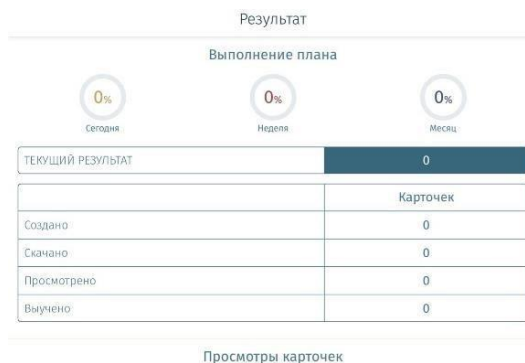 Результат
Выполнение плана
0% 0% 0%
Сегодня Неделя Месяц
ТЕКУЩИЙ РЕЗУЛЬТАТ 0
Карточек
Создано 0
Скачано 0
Просмотрено 0
Выучено 0
Просмотры карточек